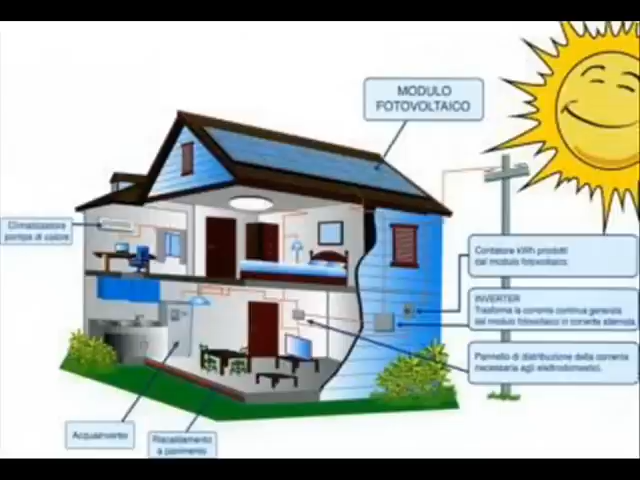 MODULO
FOTOVOLTAICO
Climatizzatore
pompa di calore
Contatore kWh prodotti
dal modulo fotovoltaico.
INVERTER
Trasforma la corrente continua generata
dal modulo fotovoltaico in corrente alternata.
Pannello di distribuzione della corrente
necessaria agli elettrodomestici.
Riscaldamento
a pavimento